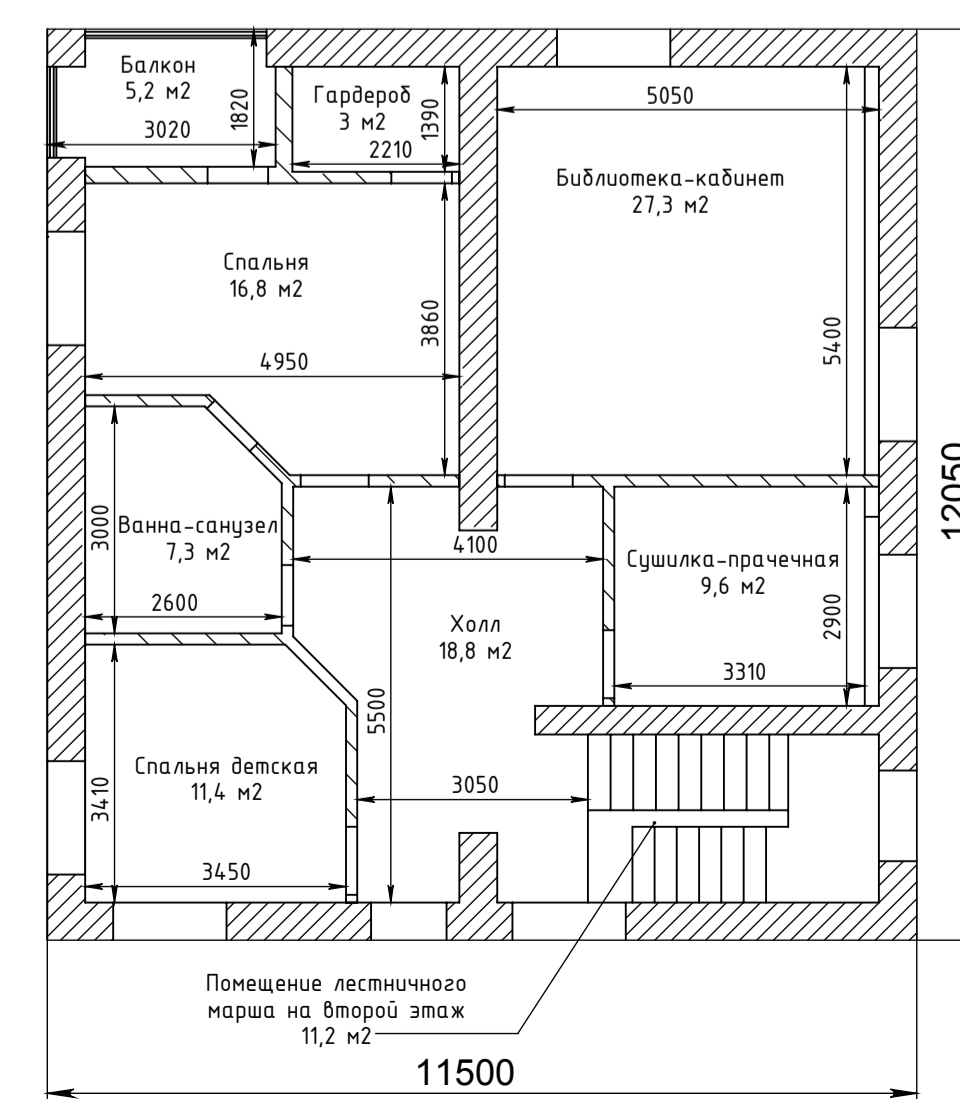 Балкон
5,2 м2
3020
1820
Гардероб
3 м2
2210
1390
5050
Библиотека-кабинет
27,3 м2
5400
Спальня
16,8 м2
3860
4950
12050
3000
Ванна-санузел
7,3 м2
2600
4100
Холл
18,8 м2
5500
Сушилка-прачечная
9,6 м2
2900
3310
Спальня детская
11,4 м2
3410
3450
3050
Помещение лестничного
марша на второй этаж
11,2 м2
11500